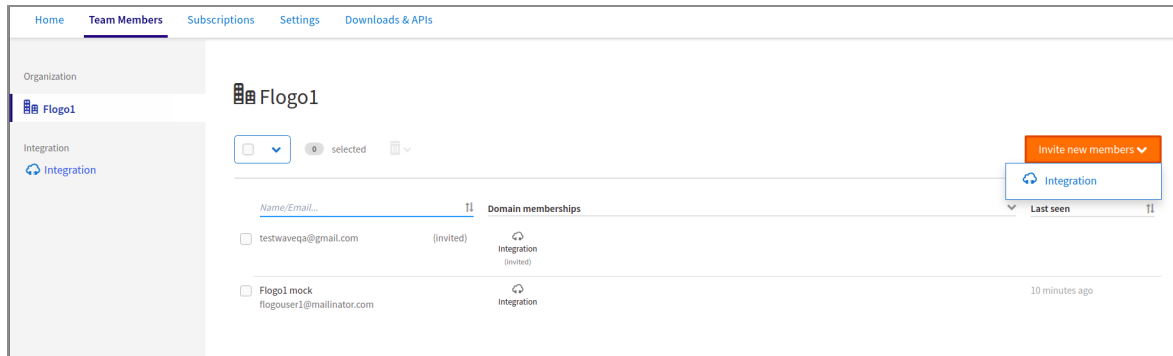 Home Team Members Subscriptions Settings Downloads & APIs
Organization
Flogo1
Integration
Integration
Flogo1
0 selected
Invite new members
Integration
Name/Email... Domain memberships Last seen
testwaveqa@gmail.com (invited) Integration
(invited)
Flogo1 mock Integration 10 minutes ago
flogouser1@mailinator.com